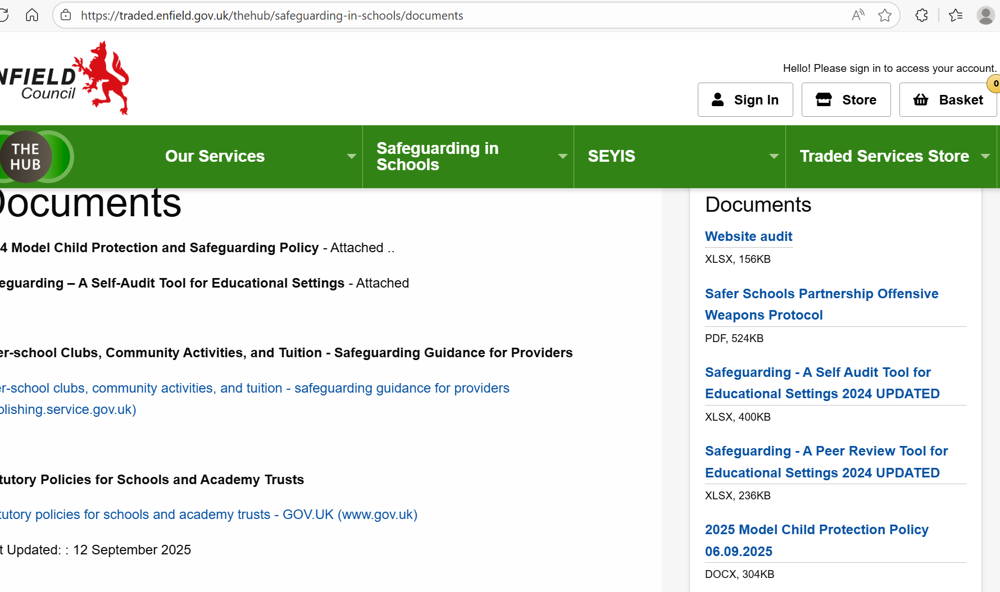 https://traded.enfield.gov.uk/thehub/safeguarding-in-schools/documents
NFIELD
Council
Hello! Please sign in to access your account.
Sign In
Store
Basket
0
THE
HUB
Our Services
Safeguarding in
Schools
SEYIS
Traded Services Store
Documents
4 Model Child Protection and Safeguarding Policy - Attached ..
eguarding – A Self-Audit Tool for Educational Settings - Attached
er-school Clubs, Community Activities, and Tuition - Safeguarding Guidance for Providers
er-school clubs, community activities, and tuition - safeguarding guidance for providers
blishing.service.gov.uk)
tutory Policies for Schools and Academy Trusts
tutory policies for schools and academy trusts - GOV.UK (www.gov.uk)
t Updated: : 12 September 2025
Documents
Website audit
XLSX, 156KB
Safer Schools Partnership Offensive
Weapons Protocol
PDF, 524KB
Safeguarding - A Self Audit Tool for
Educational Settings 2024 UPDATED
XLSX, 400KB
Safeguarding - A Peer Review Tool for
Educational Settings 2024 UPDATED
XLSX, 236KB
2025 Model Child Protection Policy
06.09.2025
DOCX, 304KB